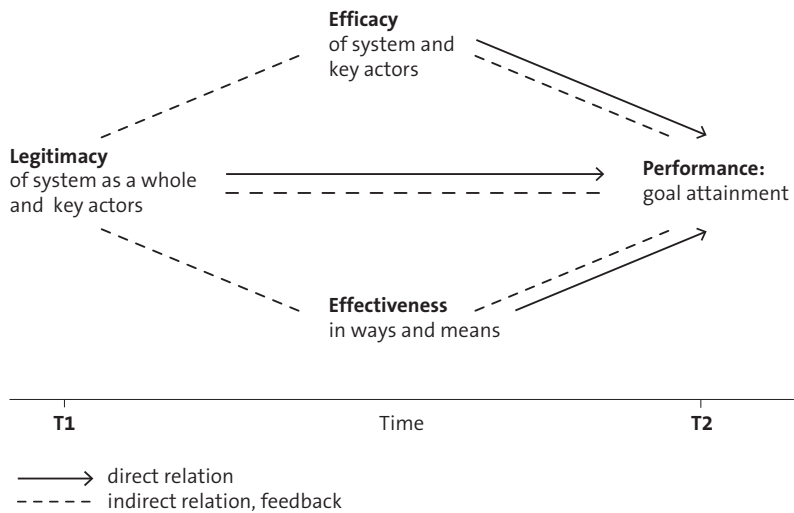 Efficacy
of system and
key actors
Legitimacy
of system as a whole
and key actors
Performance:
goal attainment
Effectiveness
in ways and means
T1
Time
T2
direct relation
indirect relation, feedback